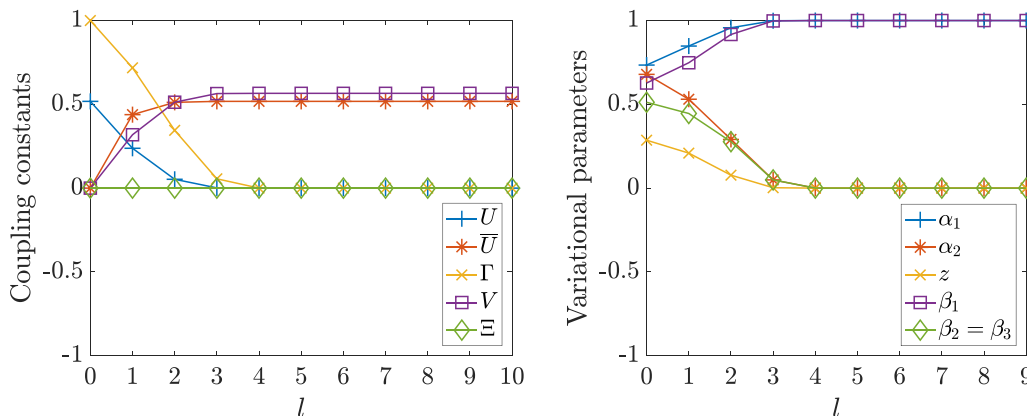 Coupling constants
1
0.5
0
-0.5
-1
0 1 2 3 4 5 6 7 8 9 10
l
U
U̅
Γ
V
Ξ
Variational parameters
1
0.5
0
-0.5
-1
0 1 2 3 4 5 6 7 8 9
l
α₁
α₂
z
β₁
β₂ = β₃